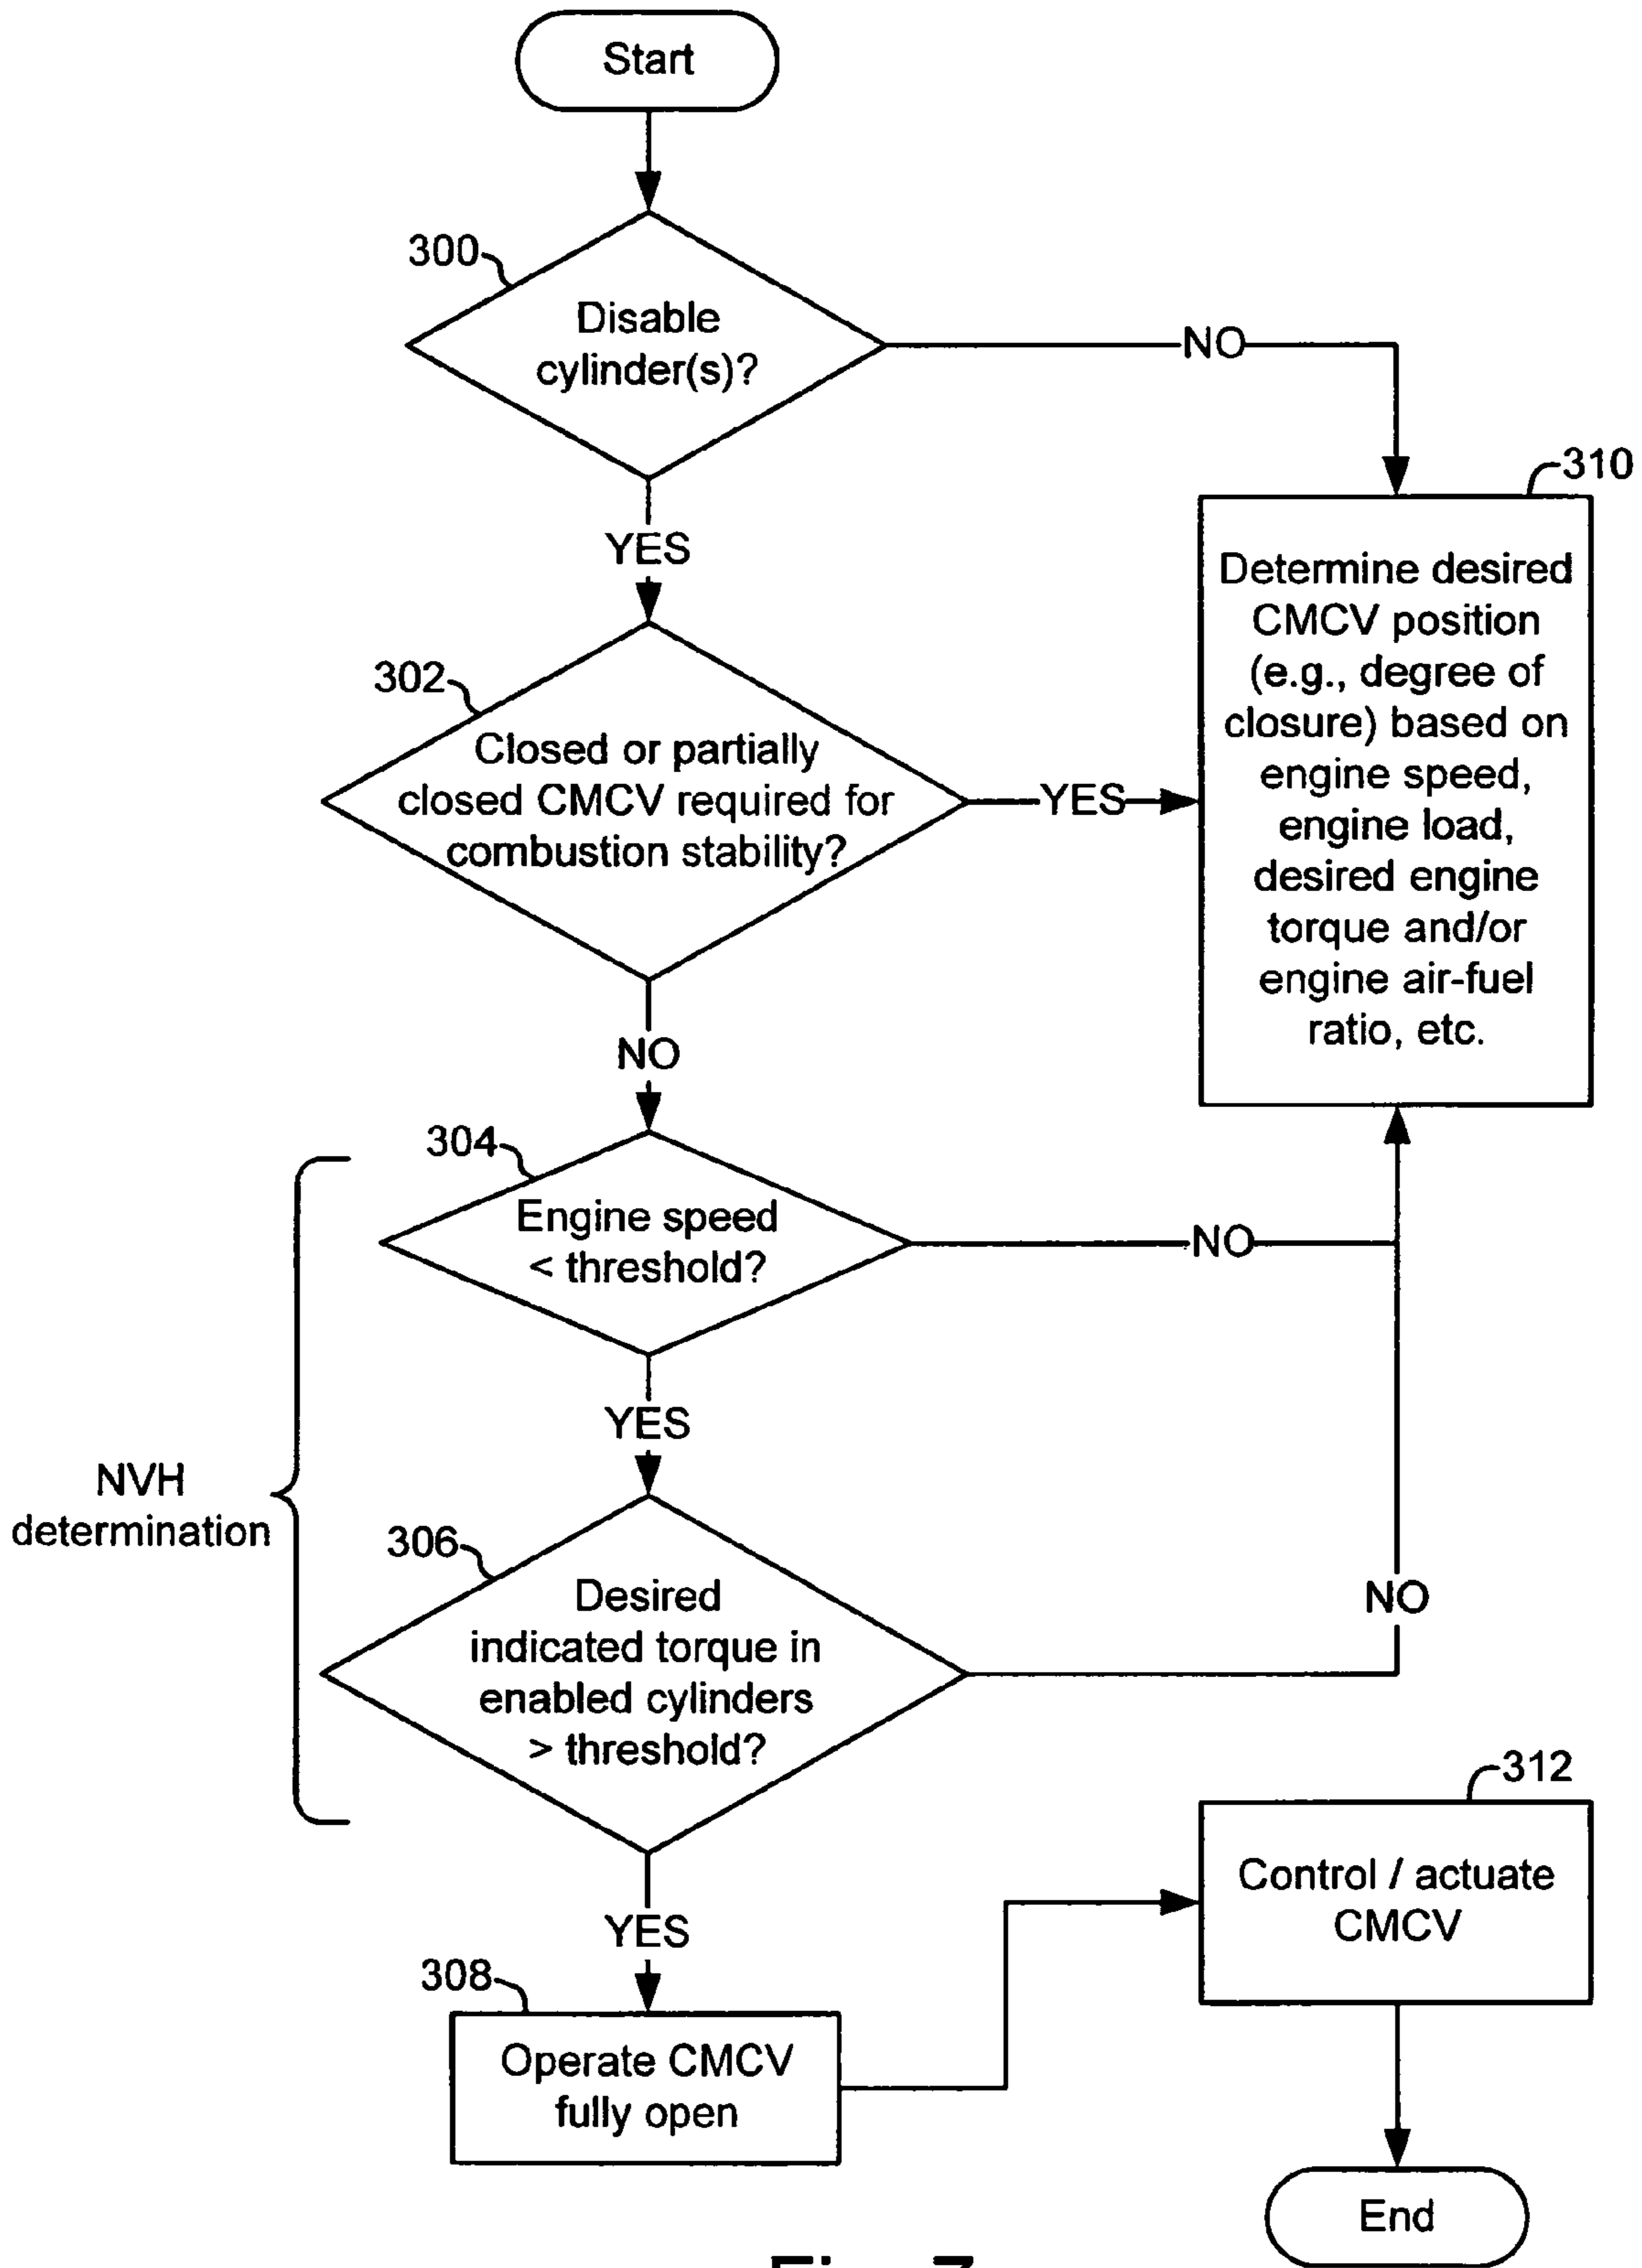 Start
300
Disable
cylinder(s)?
NO
YES
310
Determine desired
CMCV position
(e.g., degree of
closure) based on
engine speed,
engine load,
desired engine
torque and/or
engine air-fuel
ratio, etc.
302
Closed or partially
closed CMCV required for
combustion stability?
YES
NO
304
Engine speed
< threshold?
NO
YES
NVH
determination
306
Desired
indicated torque in
enabled cylinders
> threshold?
NO
YES
308
Operate CMCV
fully open
312
Control / actuate
CMCV
End